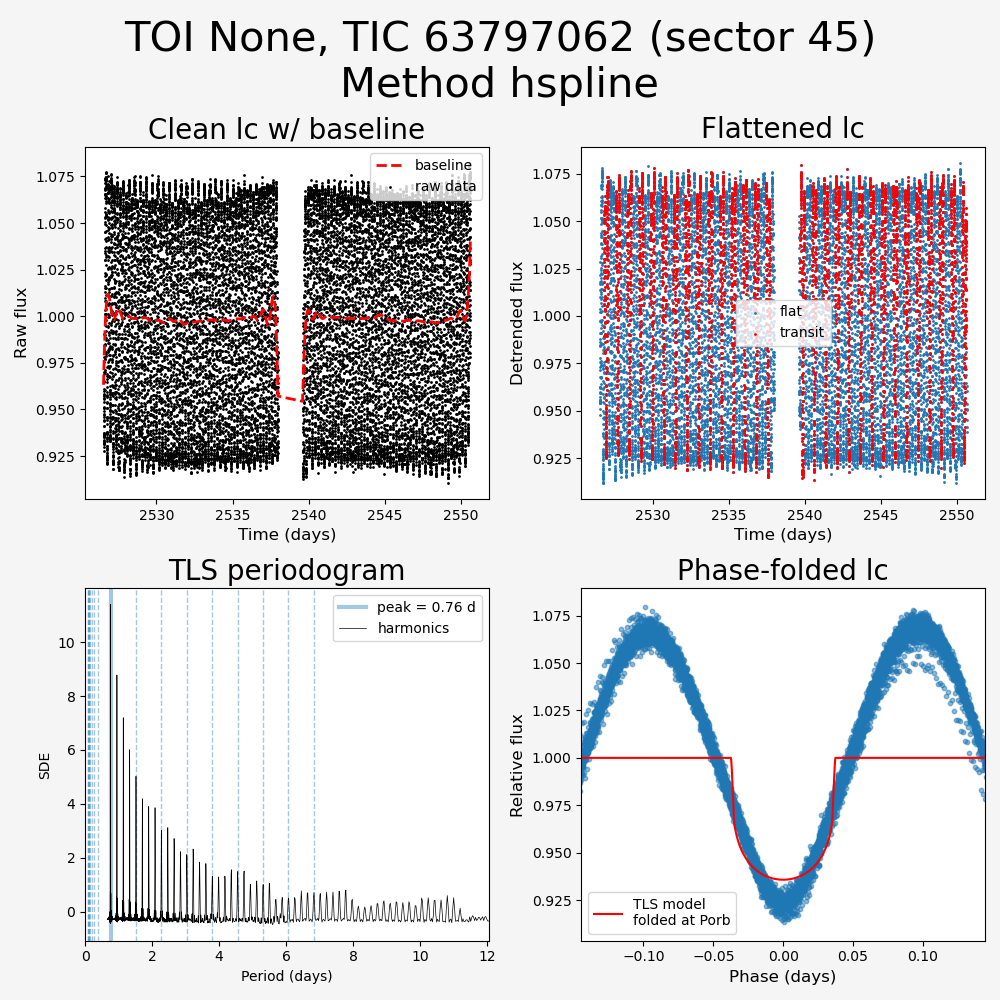 TOI None, TIC 63797062 (sector 45)
Method hspline
Clean lc w/ baseline
Raw flux
1.075
1.050
1.025
1.000
0.975
0.950
0.925
baseline
raw data
2530
2535
2540
2545
2550
Time (days)
Flattened lc
Detrended flux
1.075
1.050
1.025
1.000
0.975
0.950
0.925
flat
transit
2530
2535
2540
2545
2550
Time (days)
TLS periodogram
SDE
10
8
6
4
2
0
peak = 0.76 d
harmonics
0
2
4
6
8
10
12
Period (days)
Phase-folded lc
Relative flux
1.075
1.050
1.025
1.000
0.975
0.950
0.925
TLS model
folded at Porb
−0.10
−0.05
0.00
0.05
0.10
Phase (days)